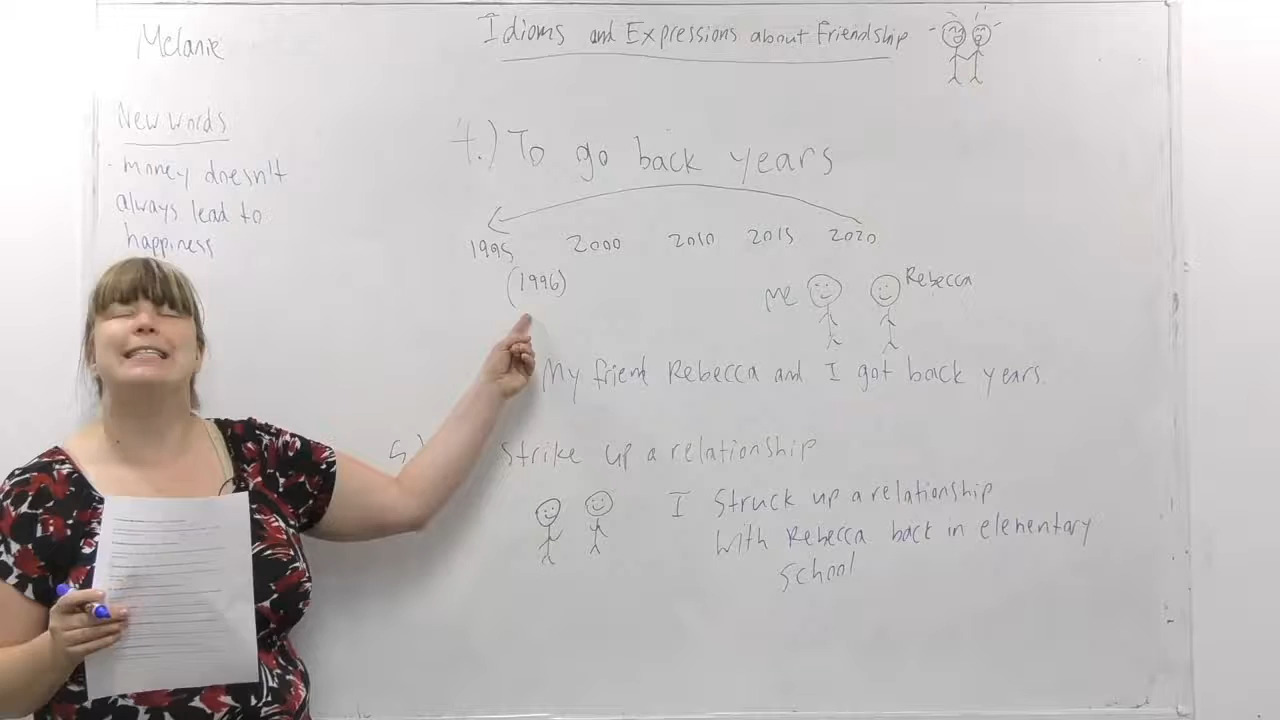 Melanie
Idioms and Expressions about Friendship
New words
- money doesn't
always lead to
happiness
4.) To go back years
1995 2000 2010 2015 2020
(1996)
me Rebecca
My friend Rebecca and I got back years.
5.) strike up a relationship
I struck up a relationship
with Rebecca back in elementary
school